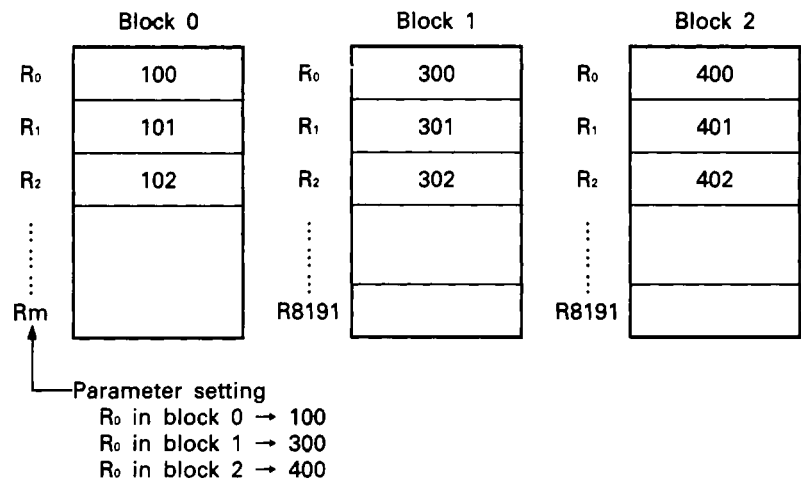 Block 0 Block 1 Block 2
R₀ 100 R₀ 300 R₀ 400
R₁ 101 R₁ 301 R₁ 401
R₂ 102 R₂ 302 R₂ 402
Rm R8191 R8191
Parameter setting
R₀ in block 0 → 100
R₀ in block 1 → 300
R₀ in block 2 → 400